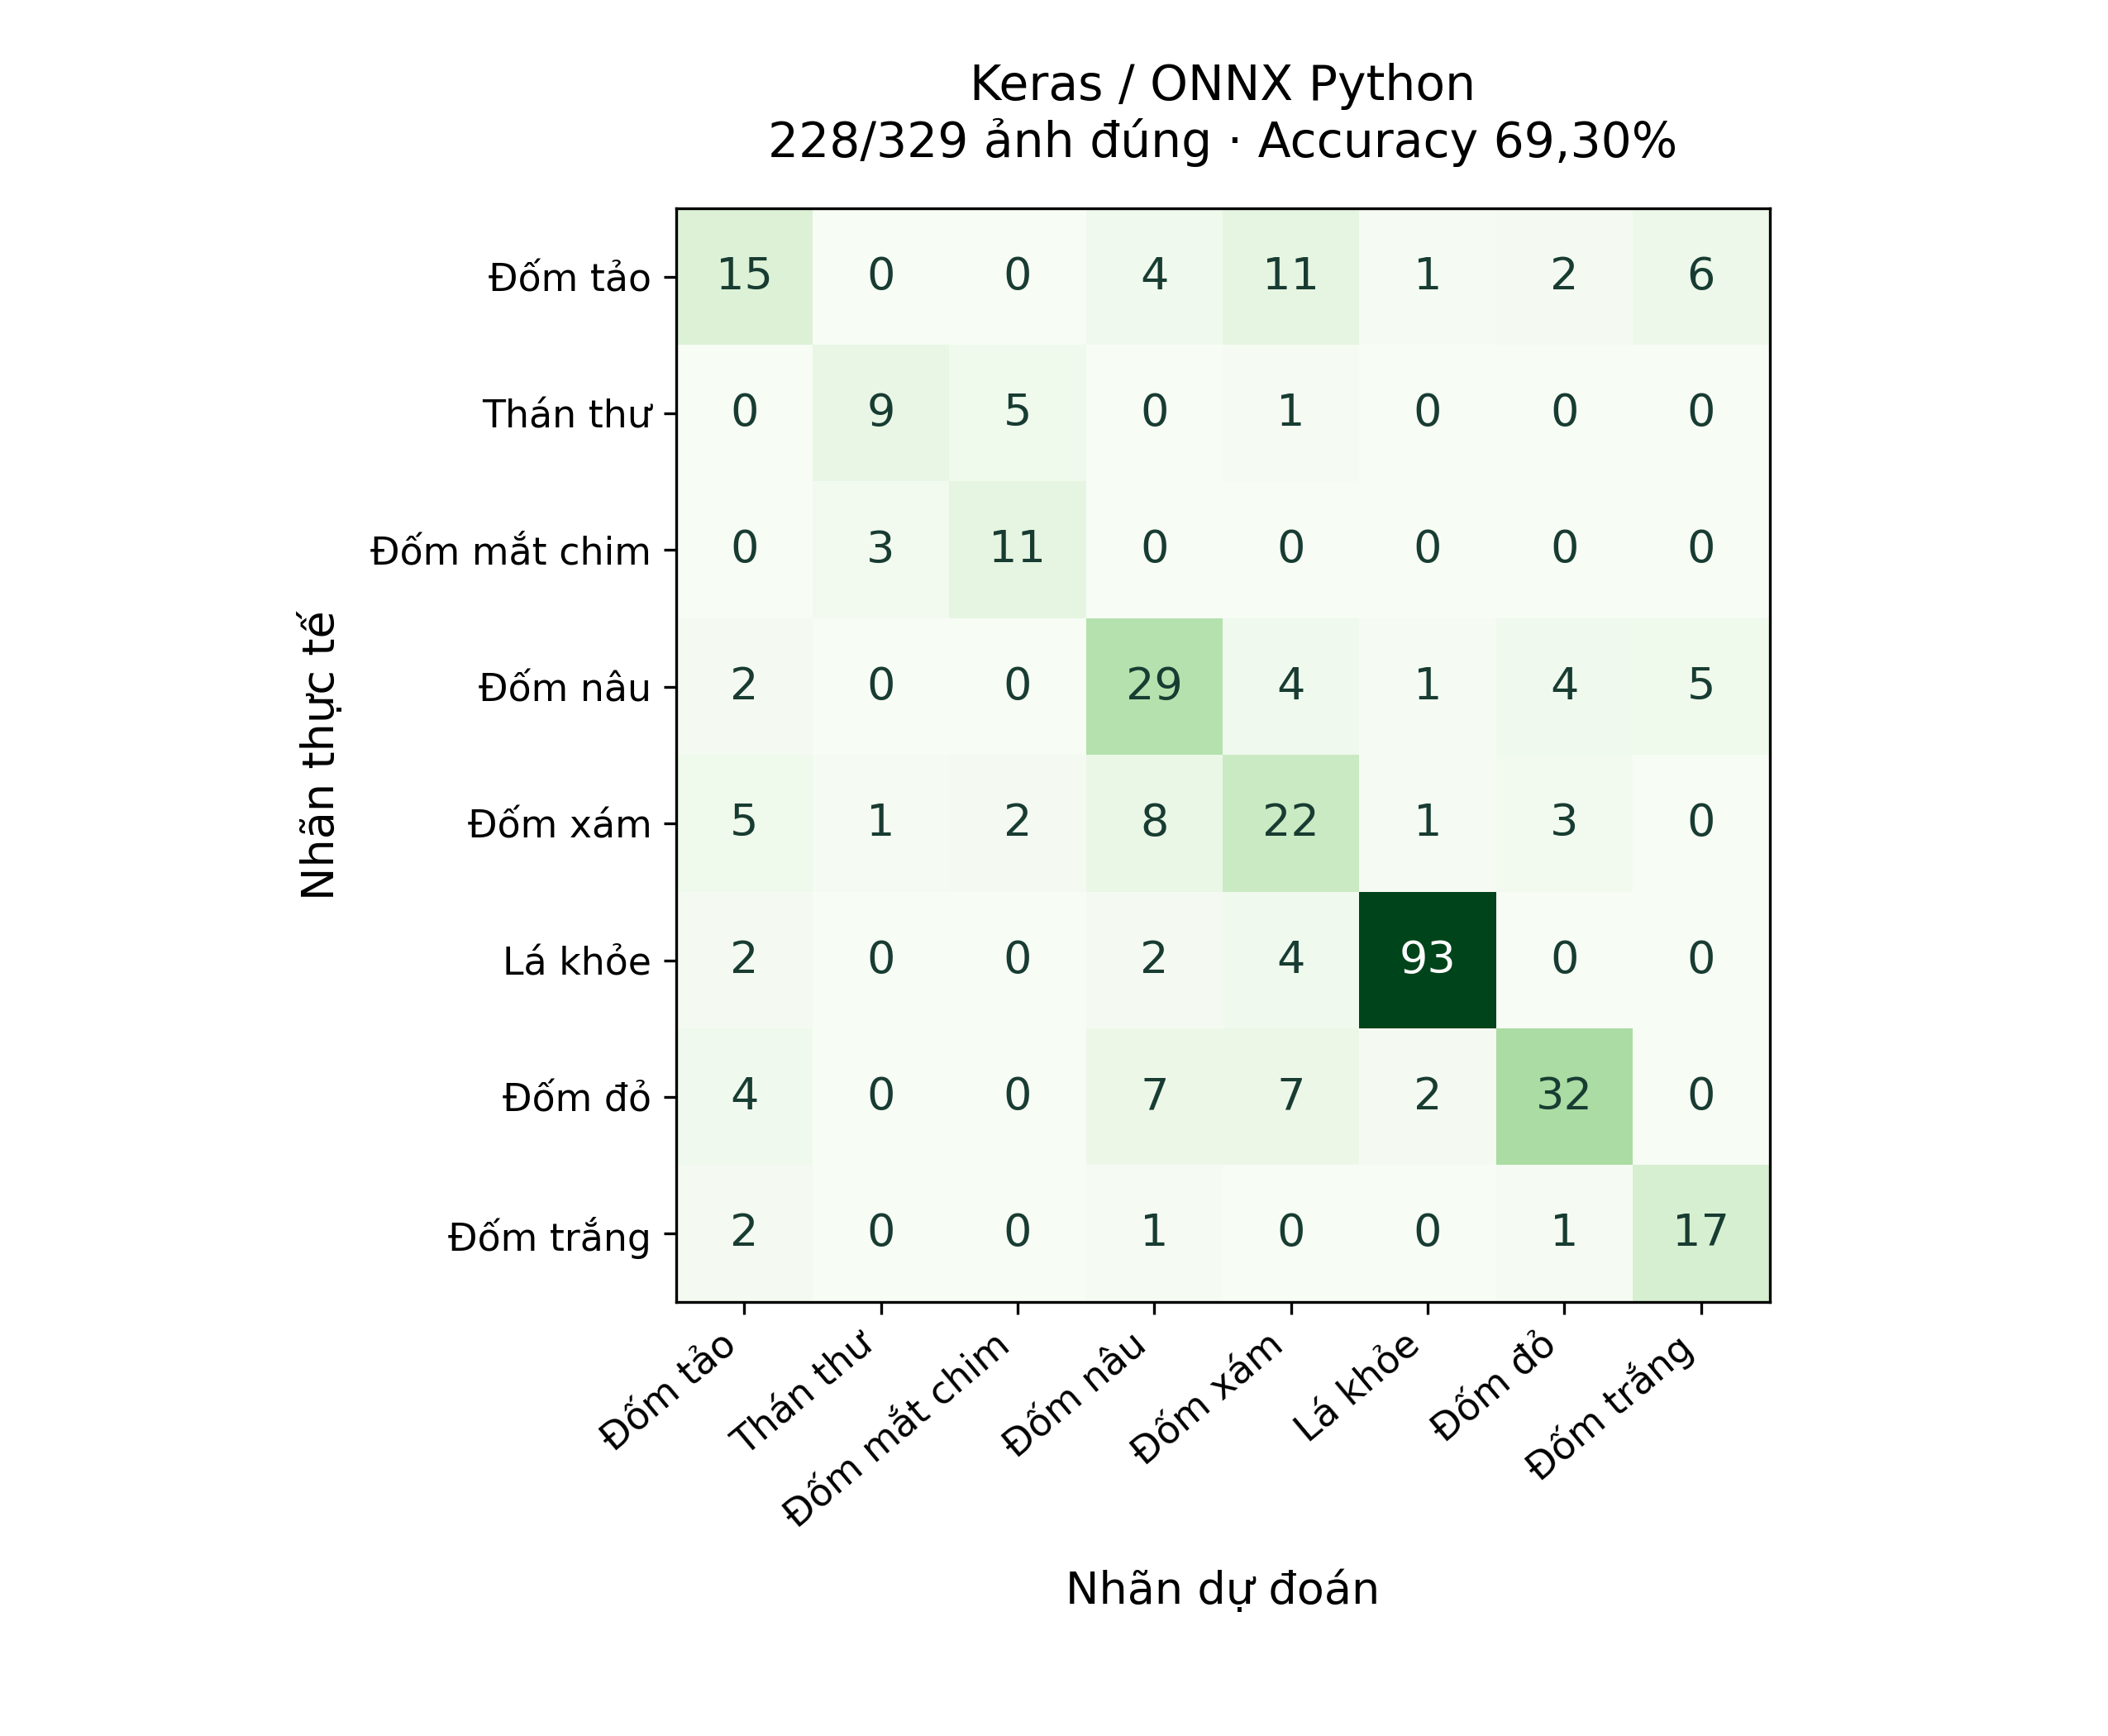 Keras / ONNX Python
228/329 ảnh đúng · Accuracy 69,30%
Nhãn thực tế
Đốm tảo 15 0 0 4 11 1 2 6
Thán thư 0 9 5 0 1 0 0 0
Đốm mắt chim 0 3 11 0 0 0 0 0
Đốm nâu 2 0 0 29 4 1 4 5
Đốm xám 5 1 2 8 22 1 3 0
Lá khỏe 2 0 0 2 4 93 0 0
Đốm đỏ 4 0 0 7 7 2 32 0
Đốm trắng 2 0 0 1 0 0 1 17
Đốm tảo Thán thư Đốm mắt chim Đốm nâu Đốm xám Lá khỏe Đốm đỏ Đốm trắng
Nhãn dự đoán